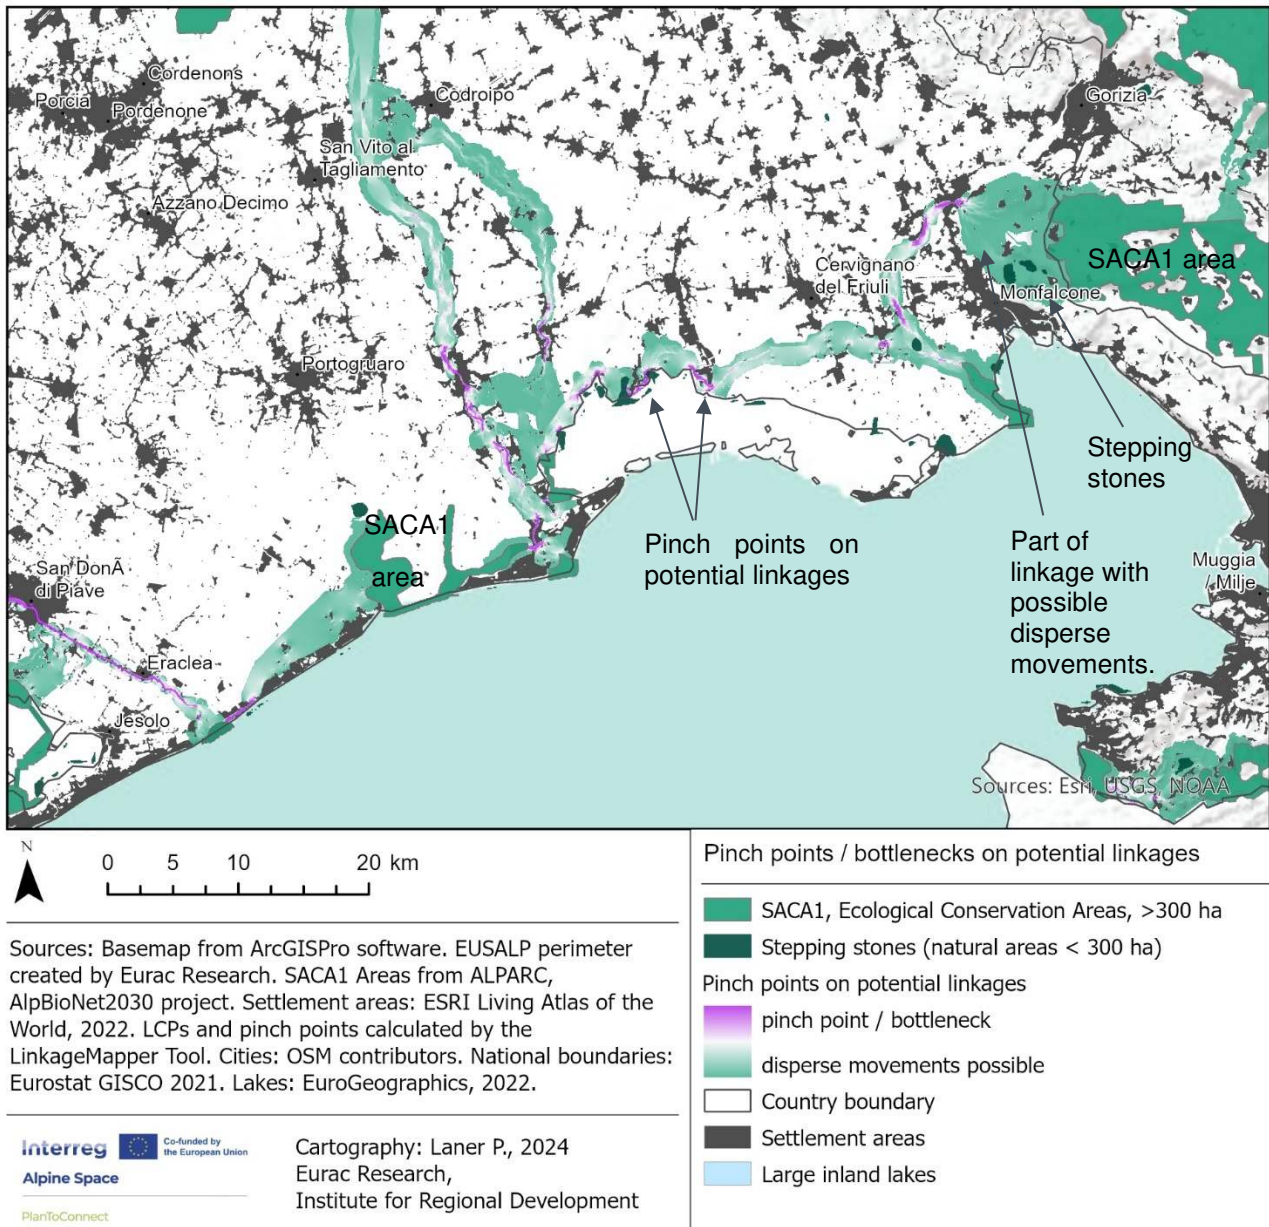 Cordenons
Porcia
Pordenone
Codroipo
Gorizia
San Vito al
Tagliamento
Azzano Decimo
Cervignano
del Friuli
SACA1 area
Monfalcone
Portogruaro
Stepping
stones
SACA1
area
Pinch points on
potential linkages
Part of
linkage with
possible
disperse
movements.
San DonÃ
di Piave
Muggia
/ Milje
Eraclea
Jesolo
Sources: Esri, USGS, NOAA
N
0 5 10 20 km
Sources: Basemap from ArcGISPro software. EUSALP perimeter
created by Eurac Research. SACA1 Areas from ALPARC,
AlpBioNet2030 project. Settlement areas: ESRI Living Atlas of the
World, 2022. LCPs and pinch points calculated by the
LinkageMapper Tool. Cities: OSM contributors. National boundaries:
Eurostat GISCO 2021. Lakes: EuroGeographics, 2022.
Interreg
Co-funded by
the European Union
Alpine Space
PlanToConnect
Cartography: Laner P., 2024
Eurac Research,
Institute for Regional Development
Pinch points / bottlenecks on potential linkages
SACA1, Ecological Conservation Areas, >300 ha
Stepping stones (natural areas < 300 ha)
Pinch points on potential linkages
pinch point / bottleneck
disperse movements possible
Country boundary
Settlement areas
Large inland lakes